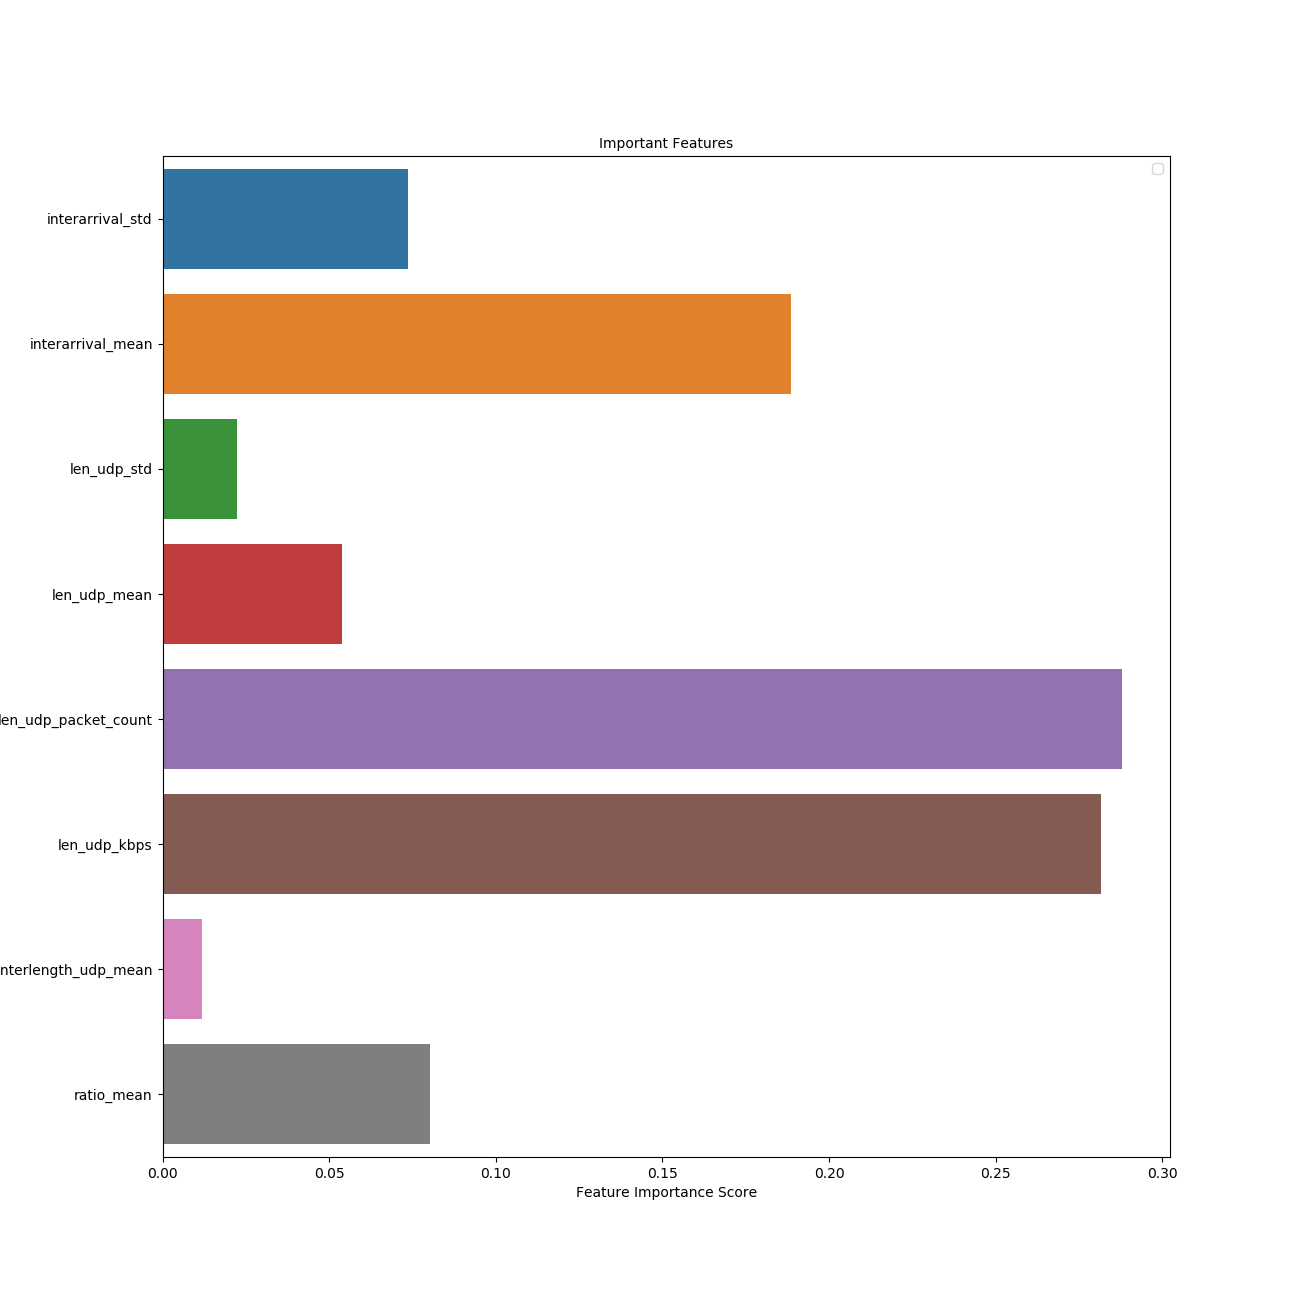 Important Features
interarrival_std
interarrival_mean
len_udp_std
len_udp_mean
len_udp_packet_count
len_udp_kbps
nterlength_udp_mean
ratio_mean
0.00 0.05 0.10 0.15 0.20 0.25 0.30
Feature Importance Score